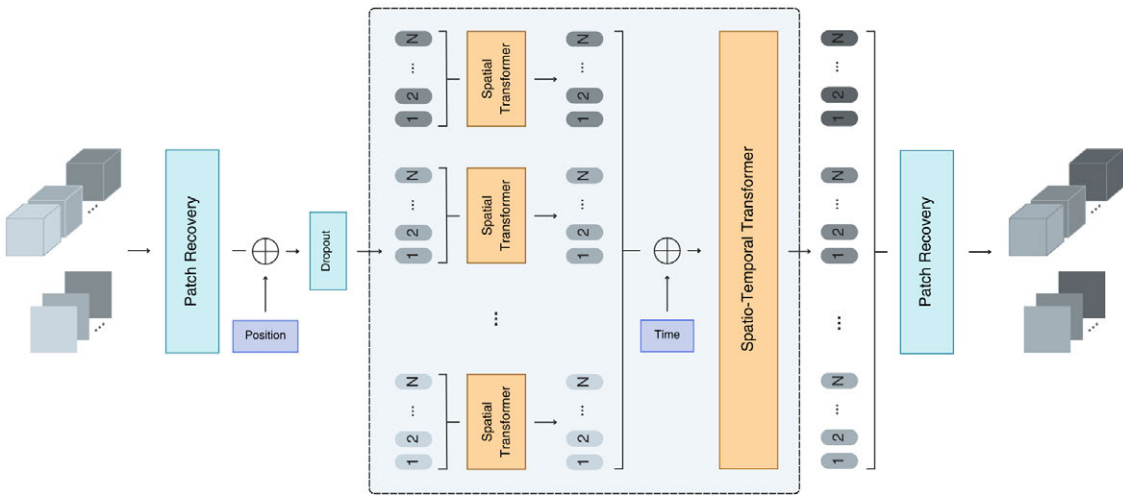 Patch Recovery
Position
Dropout
N
...
2
1
Spatial
Transformer
N
...
2
1
N
...
2
1
Spatial
Transformer
N
...
2
1
...
N
...
2
1
Spatial
Transformer
N
...
2
1
Time
Spatio-Temporal Transformer
N
...
2
1
N
...
2
1
...
N
...
2
1
Patch Recovery